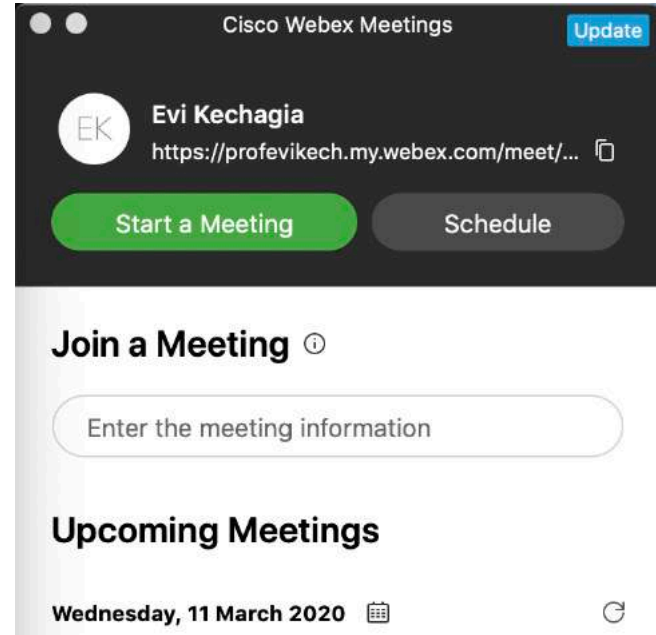 Cisco Webex Meetings
Update
EK
Evi Kechagia
https://profevikech.my.webex.com/meet/...
Start a Meeting
Schedule
Join a Meeting
Enter the meeting information
Upcoming Meetings
Wednesday, 11 March 2020